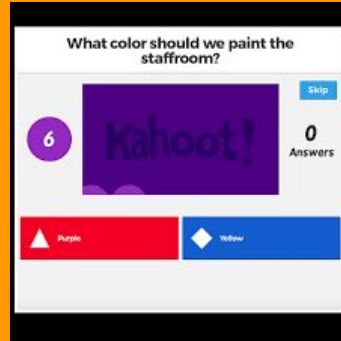 What color should we paint the
staffroom?
Skip
6
Kahoot!
0
Answers
Purple
Yellow